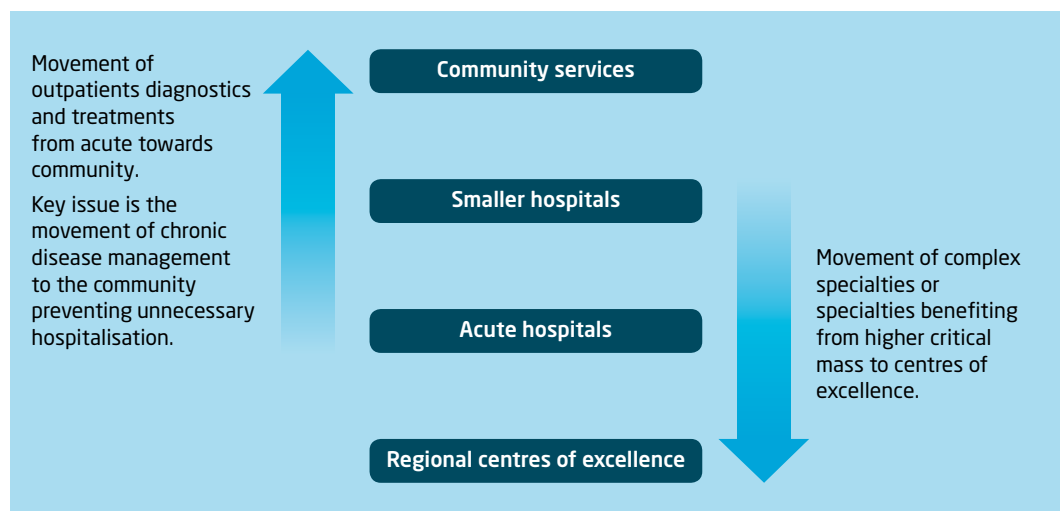 Movement of
outpatients diagnostics
and treatments
from acute towards
community.
Key issue is the
movement of chronic
disease management
to the community
preventing unnecessary
hospitalisation.
Community services
Smaller hospitals
Acute hospitals
Regional centres of excellence
Movement of complex
specialties or
specialties benefiting
from higher critical
mass to centres of
excellence.